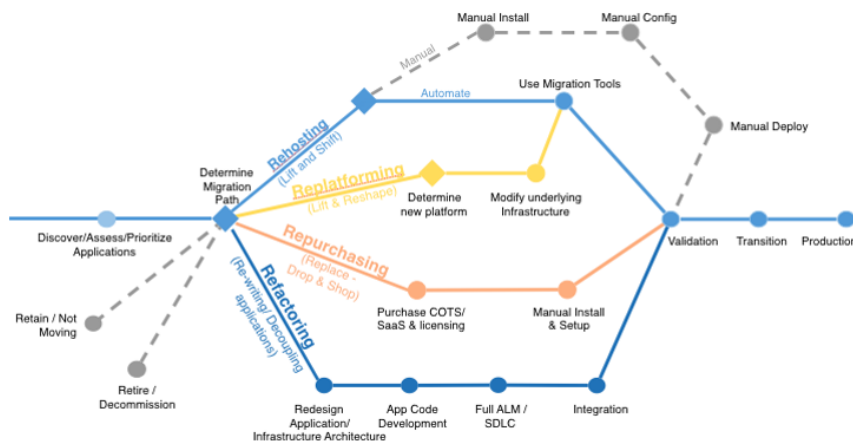 Manual Install
Manual Config
Manual
Automate
Use Migration Tools
Manual Deploy
Rehosting
(Lift and Shift)
Determine
Migration
Path
Replatforming
(Lift & Reshape)
Determine
new platform
Modify underlying
Infrastructure
Discover/Assess/Prioritize
Applications
Repurchasing
(Replace -
Drop & Shop)
Validation
Transition
Production
Refactoring
(Re-writing/ Decoupling
applications)
Purchase COTS/
SaaS & licensing
Manual Install
& Setup
Retain / Not
Moving
Retire /
Decommission
Redesign
Application/
Infrastructure Architecture
App Code
Development
Full ALM /
SDLC
Integration